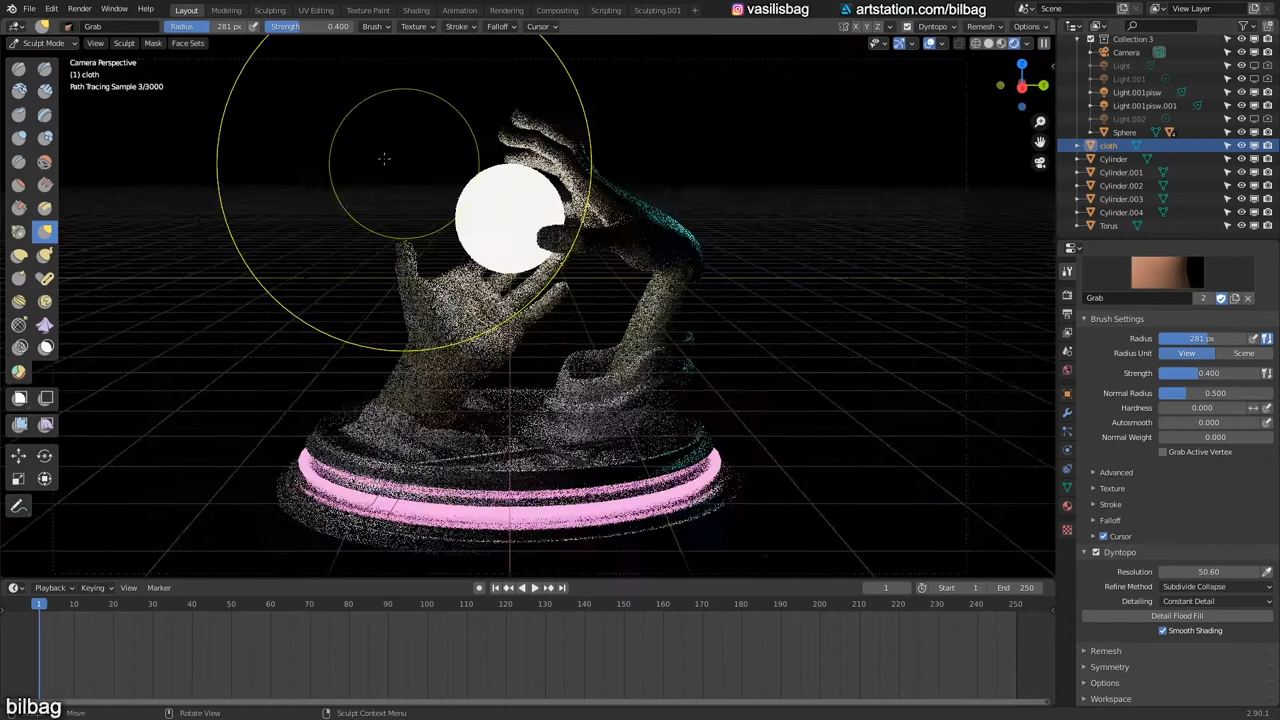 File Edit Render Window Help Layout Modeling Sculpting UV Editing Texture Paint Shading Animation Rendering Compositing Scripting Sculpting.001 vasilisbag artstation.com/bilbag Scene View Layer
Grab Radius 281 px Strength 0.400 Brush Texture Stroke Falloff Cursor X Y Z Dyntopo Remesh Options
Sculpt Mode View Sculpt Mask Face Sets
Camera Perspective
(1) cloth
Path Tracing Sample 3/3000
Collection 3
Camera
Light
Light.001
Light.001pisw
Light.001pisw.001
Light.002
Sphere
cloth
Cylinder
Cylinder.001
Cylinder.002
Cylinder.003
Cylinder.004
Torus
Grab 2
Brush Settings
Radius 281 px
Radius Unit View Scene
Strength 0.400
Normal Radius 0.500
Hardness 0.000
Autosmooth 0.000
Normal Weight 0.000
Grab Active Vertex
Advanced
Texture
Stroke
Falloff
Cursor
Dyntopo
Resolution 50.60
Refine Method Subdivide Collapse
Detailing Constant Detail
Detail Flood Fill
Smooth Shading
Remesh
Symmetry
Options
Workspace
Playback Keying View Marker 1 Start 1 End 250
1 10 20 30 40 50 60 70 80 90 100 110 120 130 140 150 160 170 180 190 200 210 220 230 240 250
bilbag
Move Rotate View Sculpt Context Menu 2.90.1